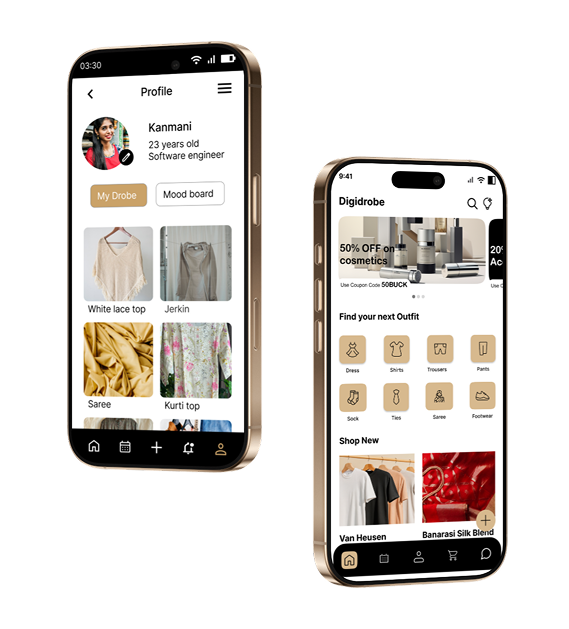 03:30
Profile
Kanmani
23 years old
Software engineer
My Drobe
Mood board
White lace top
Jerkin
Saree
Kurti top
9:41
Digidrobe
50% OFF on
cosmetics
Use Coupon Code 50BUCK
20%
Ac
Use C
Find your next Outfit
Dress
Shirts
Trousers
Pants
Sock
Ties
Saree
Footwear
Shop New
Van Heusen
Banarasi Silk Blend